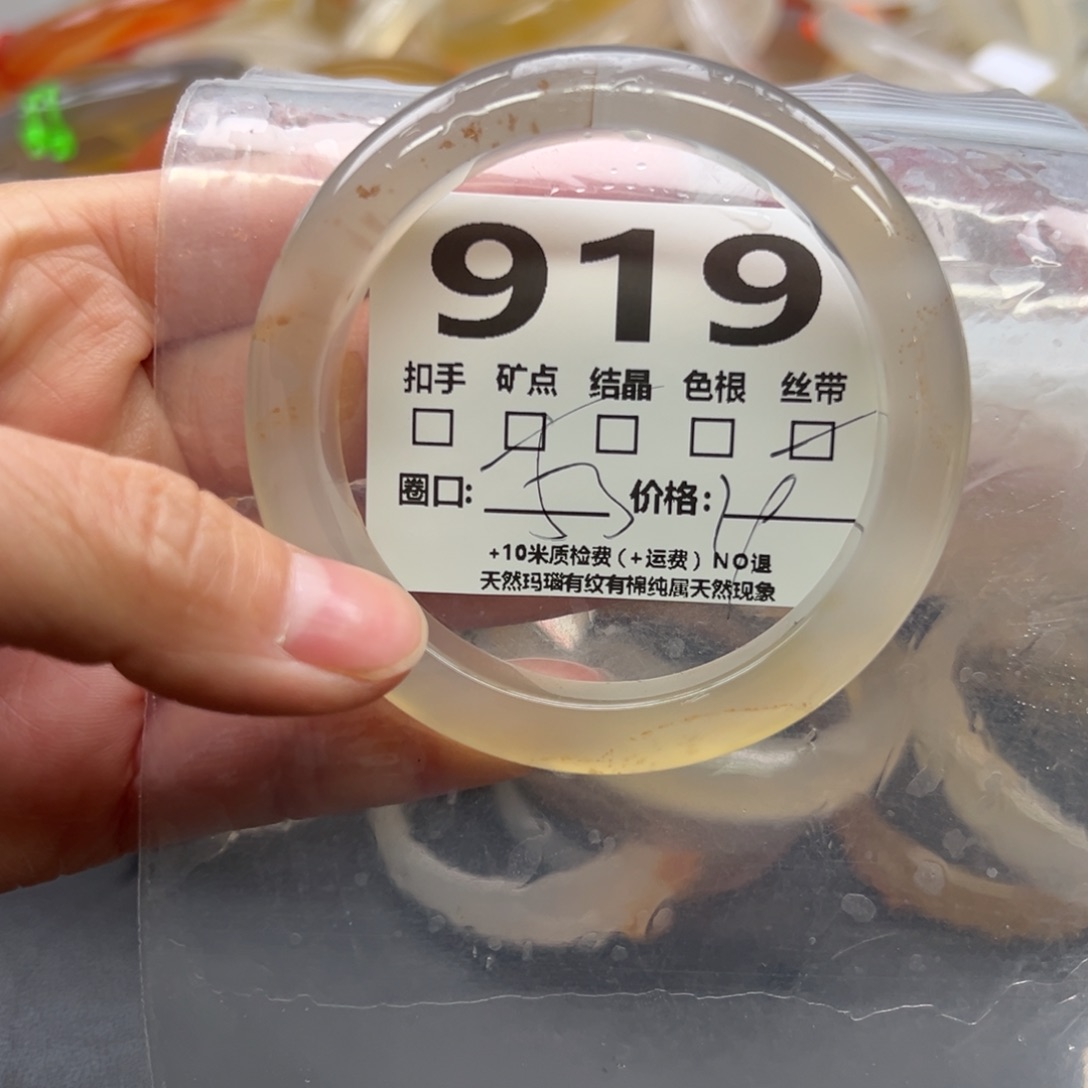 919
扣手 矿点 结晶 色根 丝带
□ □ □ □ □
圈口: 价格:
+10米质检费(+运费) NO退
天然玛瑙有纹有棉纯属天然现象